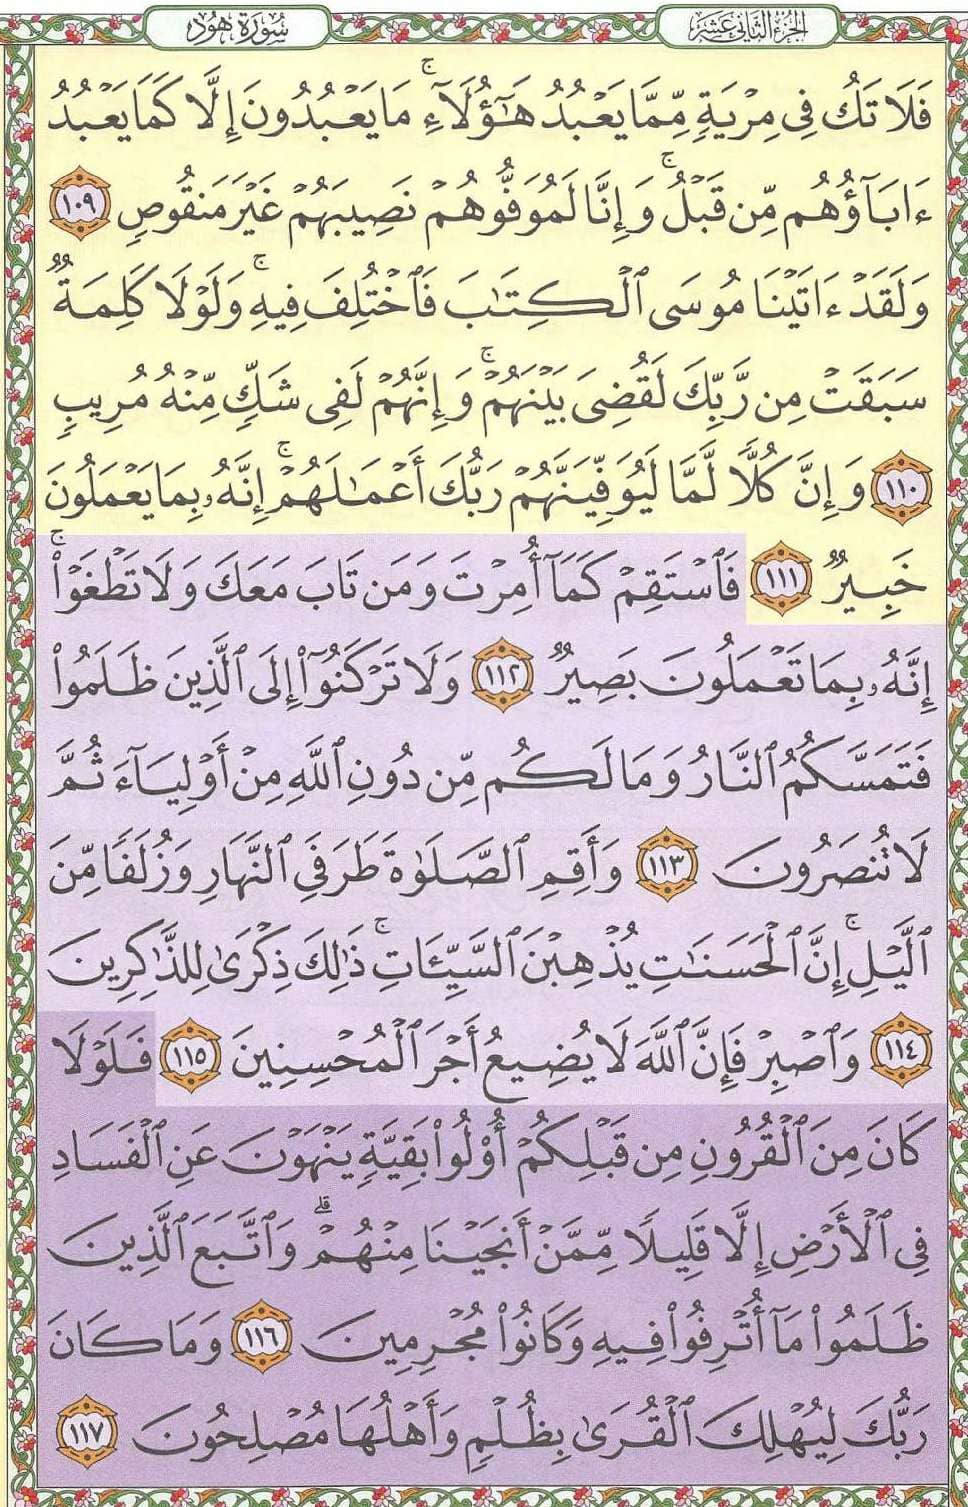 الجزء الثاني عشر
سورة هود
فَلَا تَكُ فِى مِرْيَةٍ مِّمَّا يَعْبُدُ هَٰٓؤُلَآءِ ۚ مَا يَعْبُدُونَ إِلَّا كَمَا يَعْبُدُ
ءَابَآؤُهُم مِّن قَبْلُ ۚ وَإِنَّا لَمُوَفُّوهُمْ نَصِيبَهُمْ غَيْرَ مَنقُوصٍ ١٠٩
وَلَقَدْ ءَاتَيْنَا مُوسَى ٱلْكِتَٰبَ فَٱخْتُلِفَ فِيهِ ۚ وَلَوْلَا كَلِمَةٌ
سَبَقَتْ مِن رَّبِّكَ لَقُضِىَ بَيْنَهُمْ ۚ وَإِنَّهُمْ لَفِى شَكٍّ مِّنْهُ مُرِيبٍ
١١٠ وَإِنَّ كُلًّا لَّمَّا لَيُوَفِّيَنَّهُمْ رَبُّكَ أَعْمَٰلَهُمْ ۚ إِنَّهُۥ بِمَا يَعْمَلُونَ
خَبِيرٌ ١١١ فَٱسْتَقِمْ كَمَآ أُمِرْتَ وَمَن تَابَ مَعَكَ وَلَا تَطْغَوْا۟ ۚ
إِنَّهُۥ بِمَا تَعْمَلُونَ بَصِيرٌ ١١٢ وَلَا تَرْكَنُوٓا۟ إِلَى ٱلَّذِينَ ظَلَمُوا۟
فَتَمَسَّكُمُ ٱلنَّارُ وَمَا لَكُم مِّن دُونِ ٱللَّهِ مِنْ أَوْلِيَآءَ ثُمَّ
لَا تُنصَرُونَ ١١٣ وَأَقِمِ ٱلصَّلَوٰةَ طَرَفَىِ ٱلنَّهَارِ وَزُلَفًا مِّنَ
ٱلَّيْلِ ۚ إِنَّ ٱلْحَسَنَٰتِ يُذْهِبْنَ ٱلسَّيِّـَٔاتِ ۚ ذَٰلِكَ ذِكْرَىٰ لِلذَّٰكِرِينَ
١١٤ وَٱصْبِرْ فَإِنَّ ٱللَّهَ لَا يُضِيعُ أَجْرَ ٱلْمُحْسِنِينَ ١١٥ فَلَوْلَا
كَانَ مِنَ ٱلْقُرُونِ مِن قَبْلِكُمْ أُو۟لُوا۟ بَقِيَّةٍ يَنْهَوْنَ عَنِ ٱلْفَسَادِ
فِى ٱلْأَرْضِ إِلَّا قَلِيلًا مِّمَّنْ أَنجَيْنَا مِنْهُمْ ۗ وَٱتَّبَعَ ٱلَّذِينَ
ظَلَمُوا۟ مَآ أُتْرِفُوا۟ فِيهِ وَكَانُوا۟ مُجْرِمِينَ ١١٦ وَمَا كَانَ
رَبُّكَ لِيُهْلِكَ ٱلْقُرَىٰ بِظُلْمٍ وَأَهْلُهَا مُصْلِحُونَ ١١٧